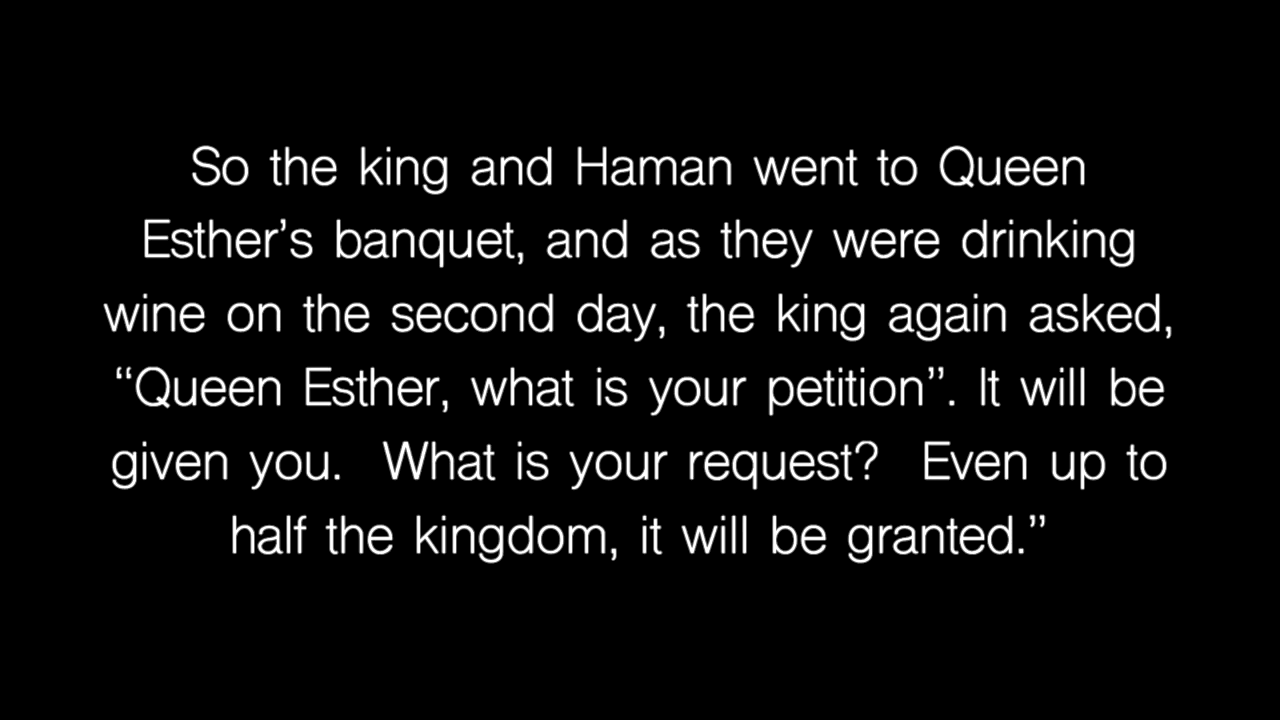 So the king and Haman went to Queen
Esther’s banquet, and as they were drinking
wine on the second day, the king again asked,
“Queen Esther, what is your petition”. It will be
given you.  What is your request?  Even up to
half the kingdom, it will be granted.”